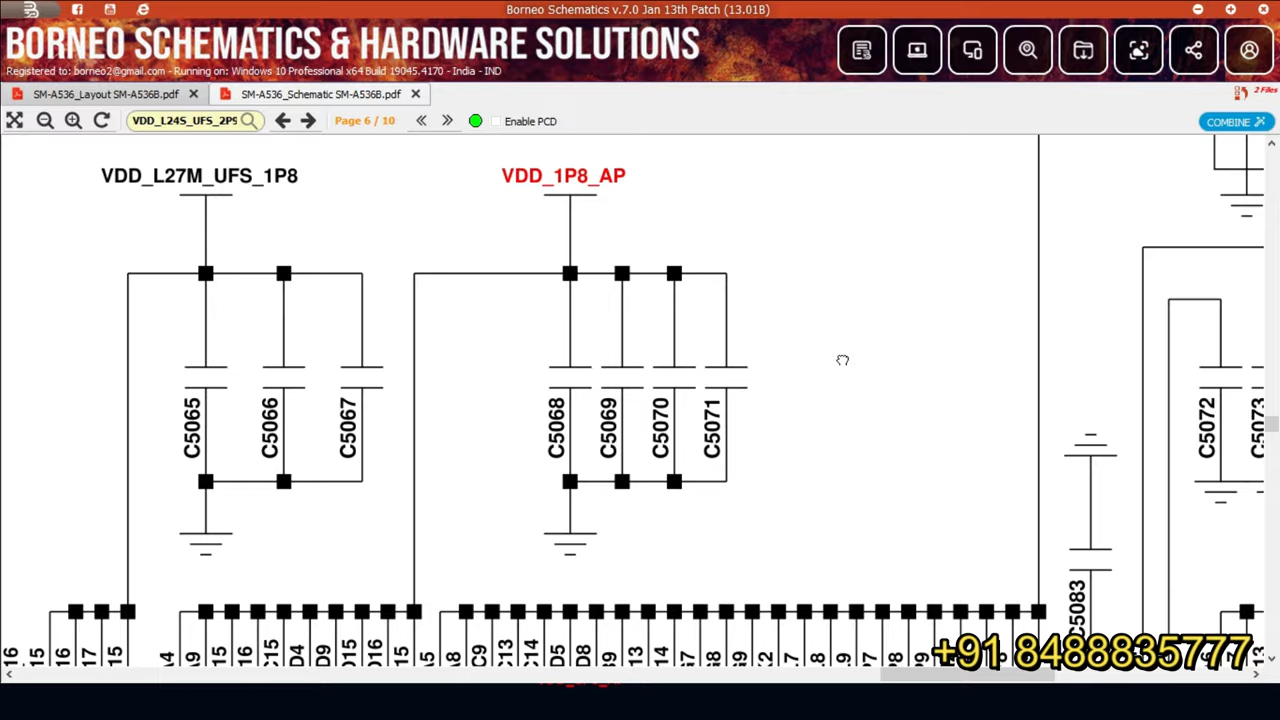 Borneo Schematics v.7.0 Jan 13th Patch (13.01B)
BORNEO SCHEMATICS & HARDWARE SOLUTIONS
Registered to: borneo2@gmail.com - Running on: Windows 10 Professional x64 Build 19045.4170 - India - IND
SM-A536_Layout SM-A536B.pdf
SM-A536_Schematic SM-A536B.pdf
2 Files
VDD_L24S_UFS_2P5
Page 6 / 10
Enable PCD
COMBINE
VDD_L27M_UFS_1P8
VDD_1P8_AP
C5065
C5066
C5067
C5068
C5069
C5070
C5071
C5072
C5083
+91 8488835777